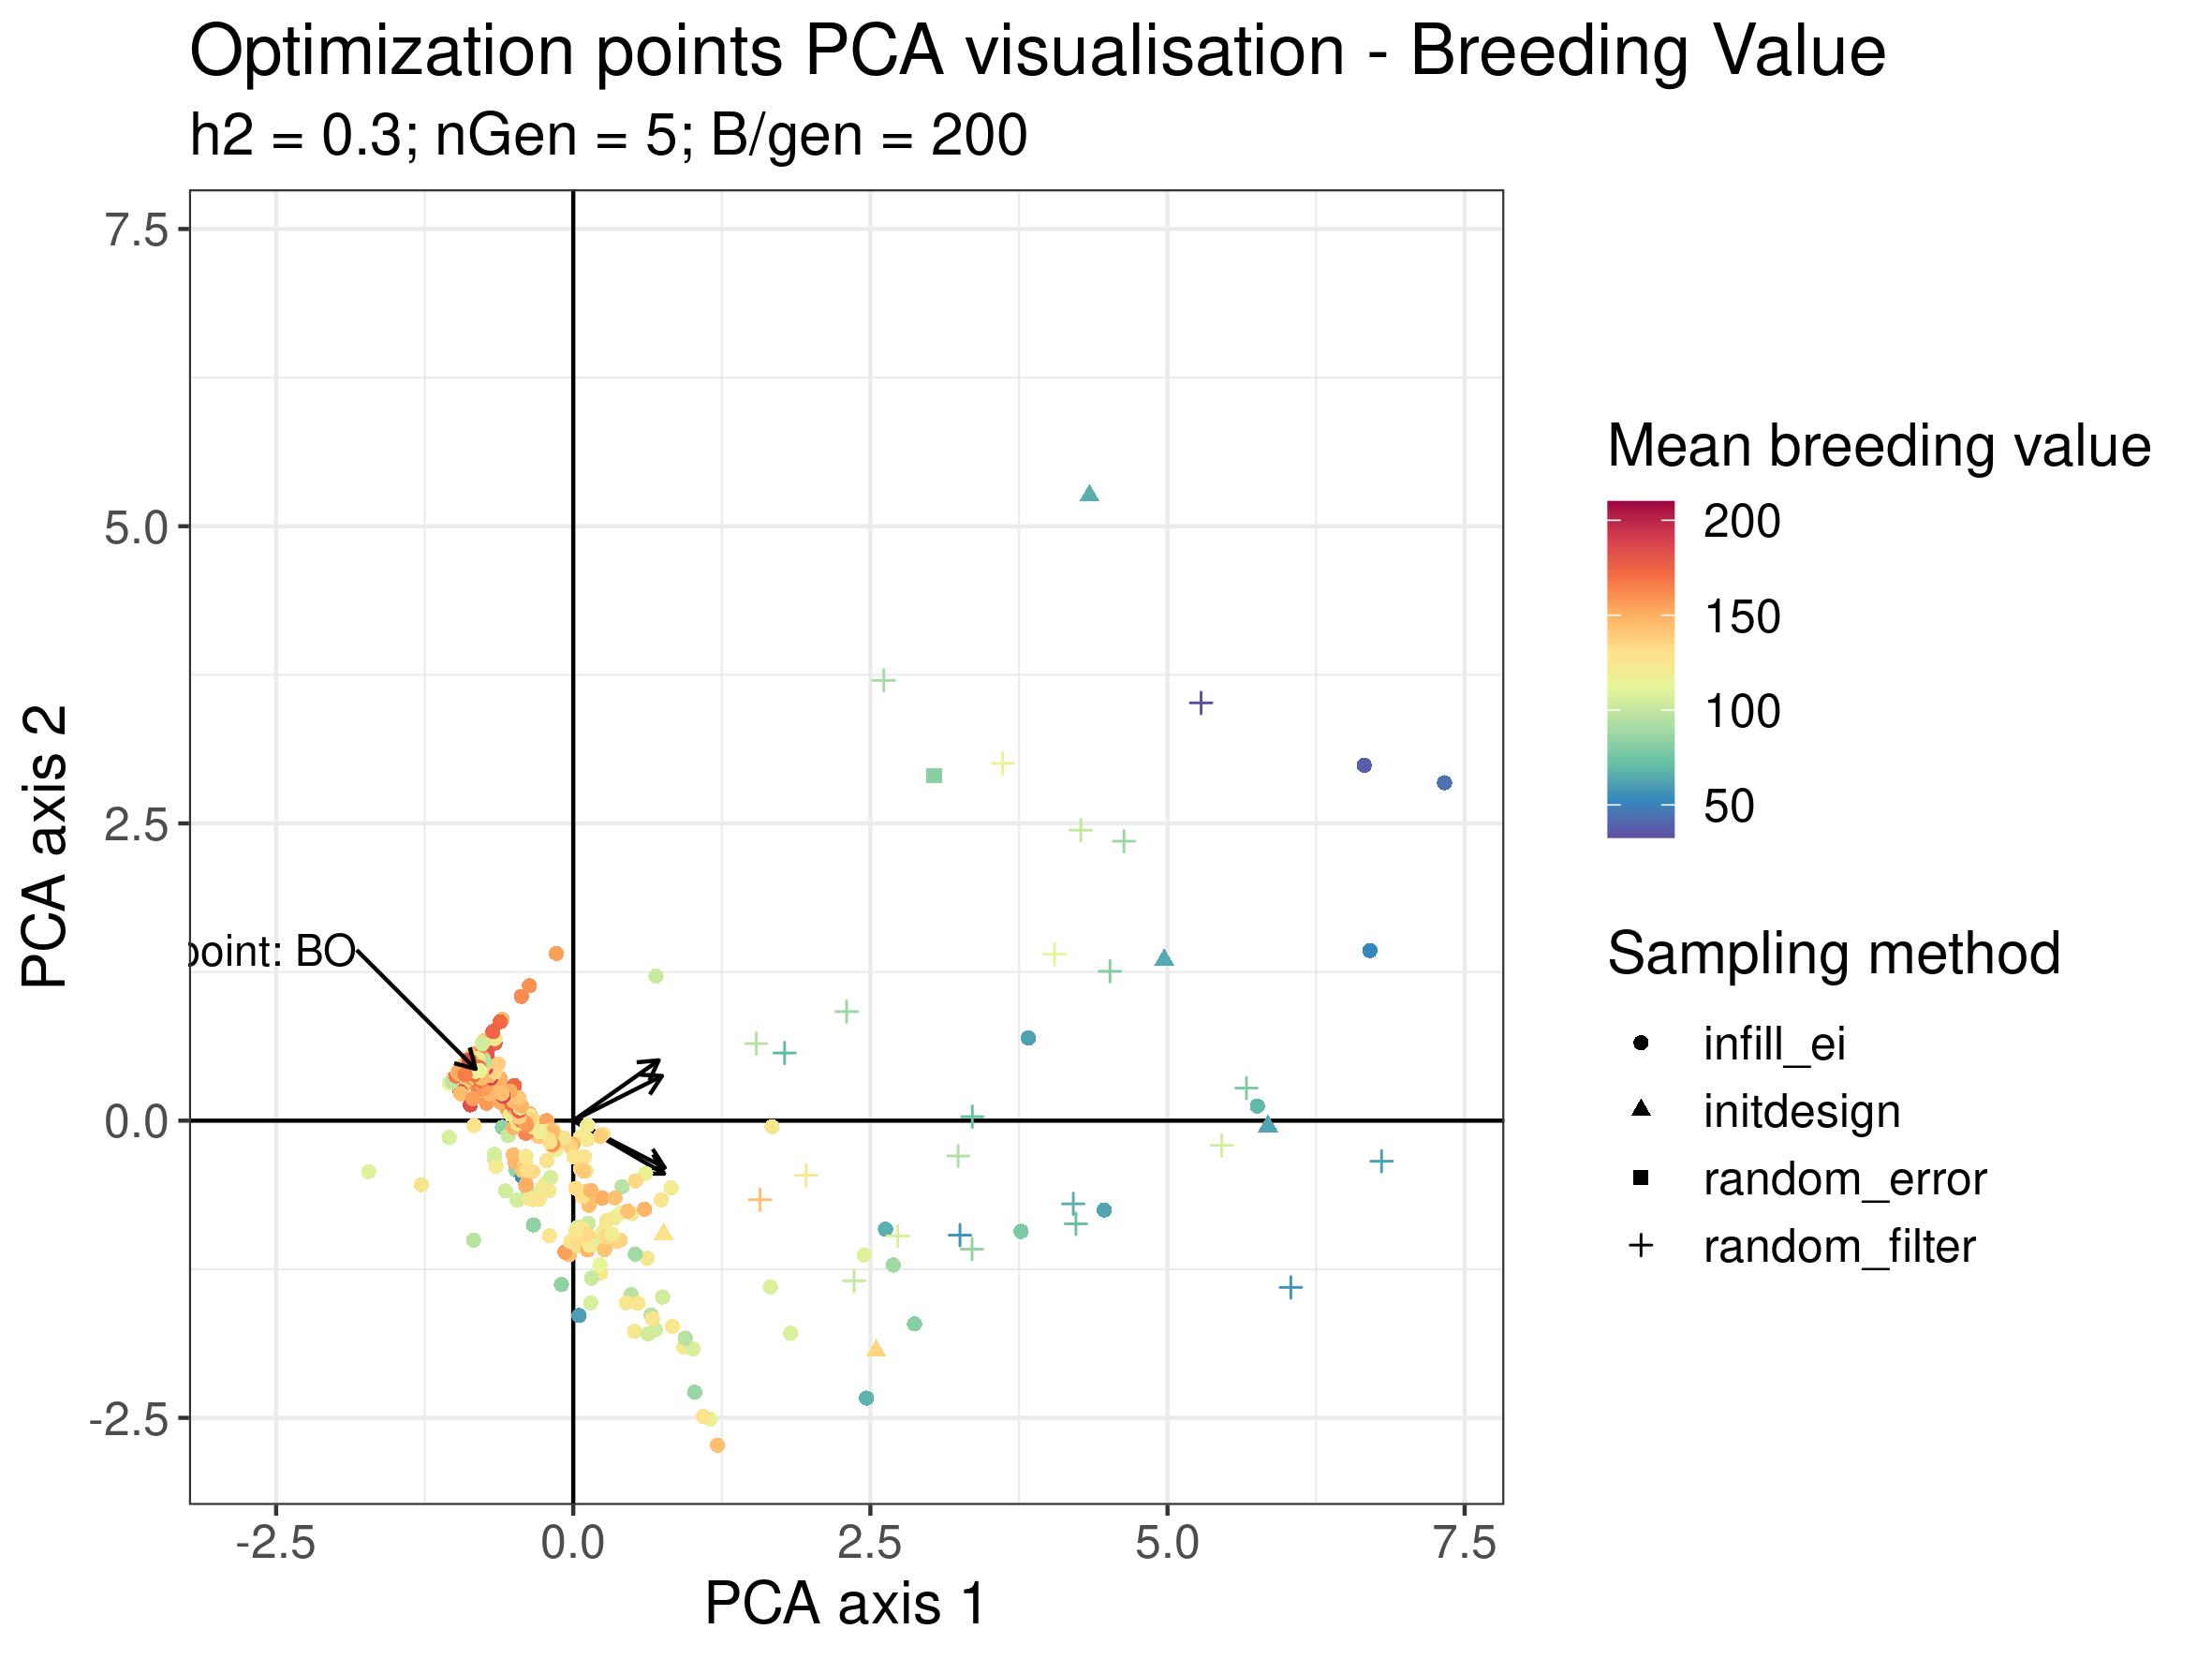 Optimization points PCA visualisation - Breeding Value
h2 = 0.3; nGen = 5; B/gen = 200
PCA axis 2
7.5
5.0
2.5
0.0
-2.5
point: BO
-2.5
0.0
2.5
5.0
7.5
PCA axis 1
Mean breeding value
200
150
100
50
Sampling method
infill_ei
initdesign
random_error
random_filter